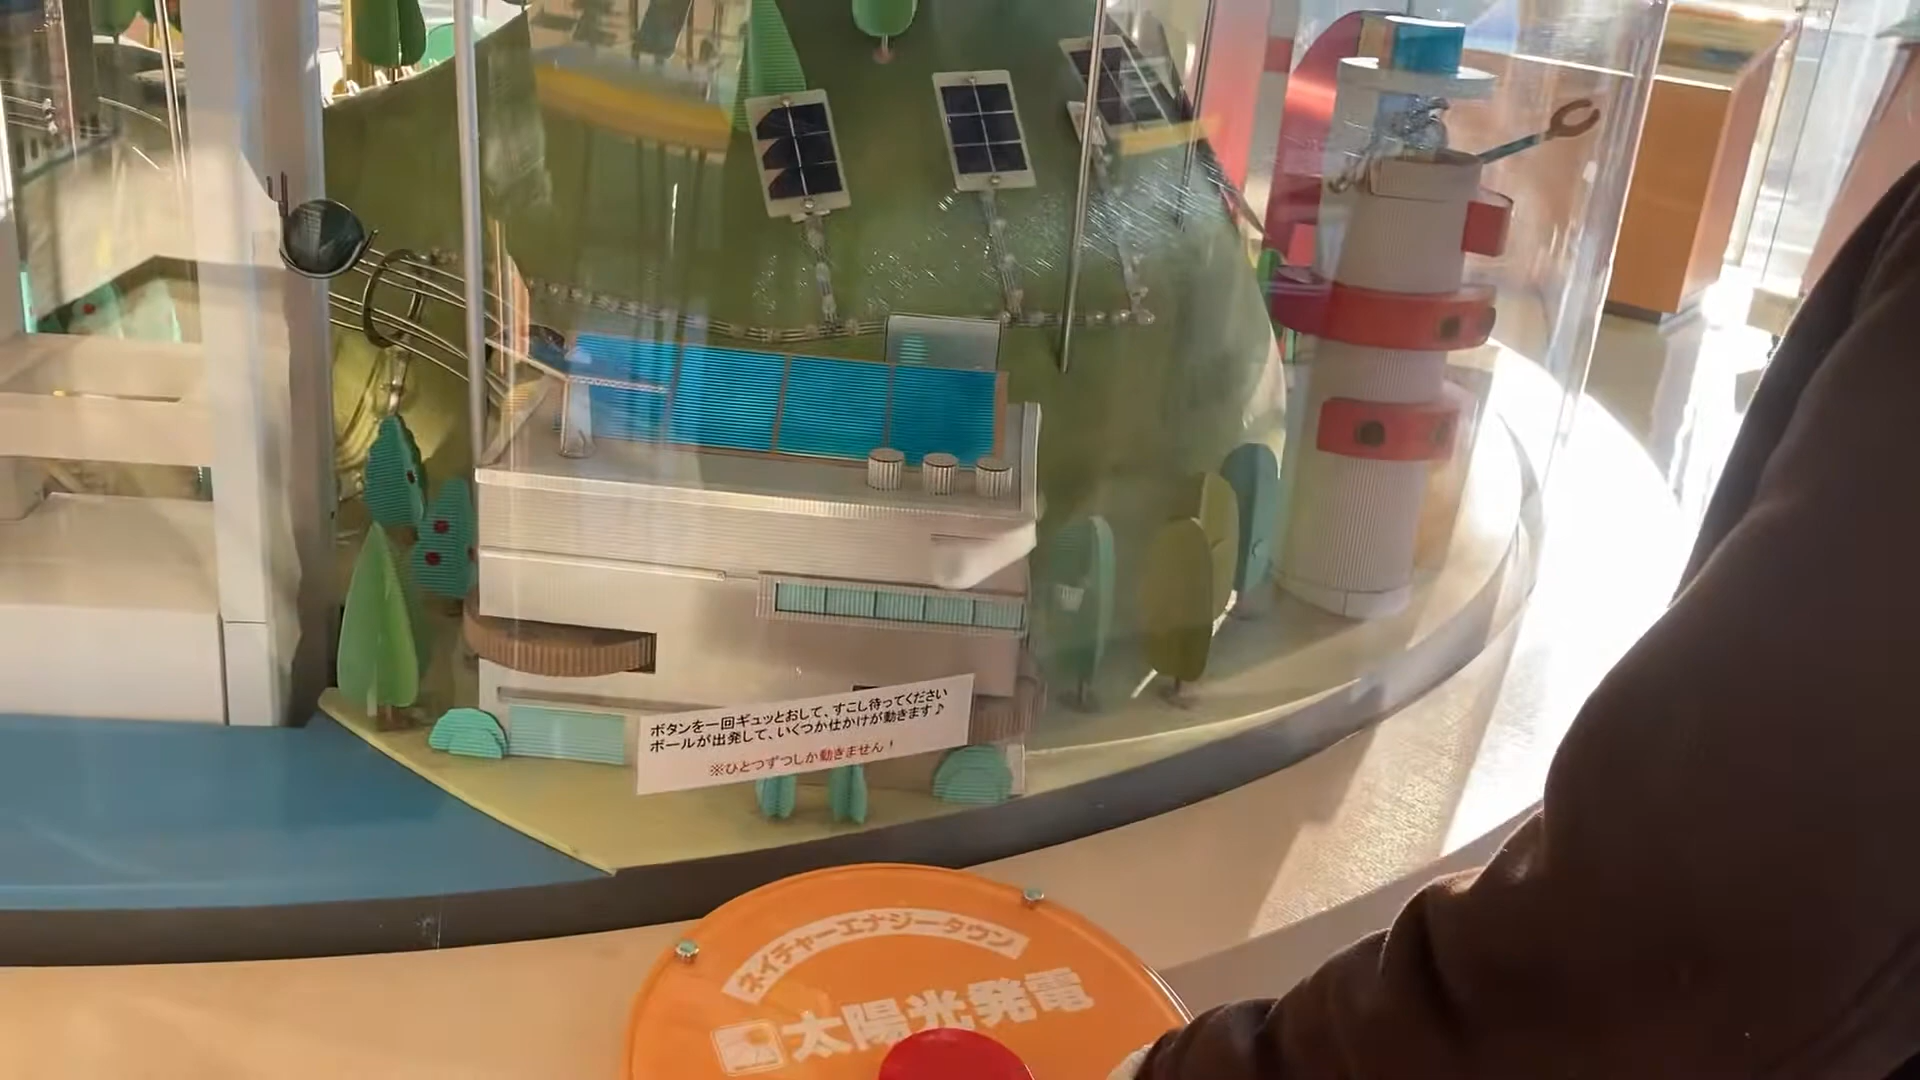 ボタンを一回ギュッとおして、すこし待ってください
ボールが出発して、いくつか仕かけが動きます♪
※ひとつずつしか動きません!
ネイチャーエナジータウン
太陽光発電